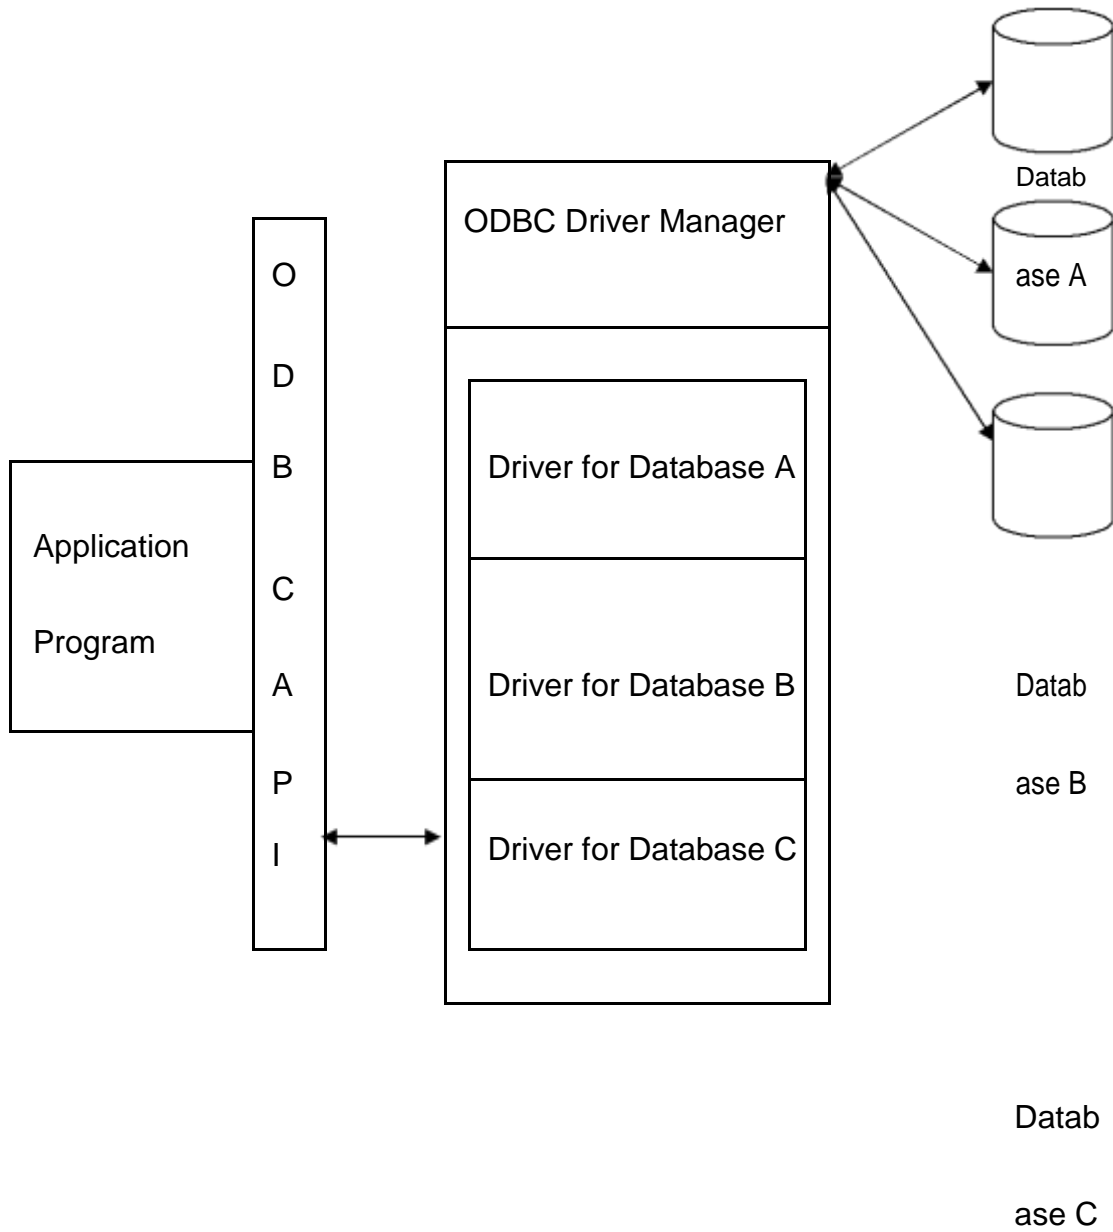 Application
Program
O
D
B
C
A
P
I
ODBC Driver Manager
Driver for Database A
Driver for Database B
Driver for Database C
Datab
ase A
Datab
ase B
Datab
ase C